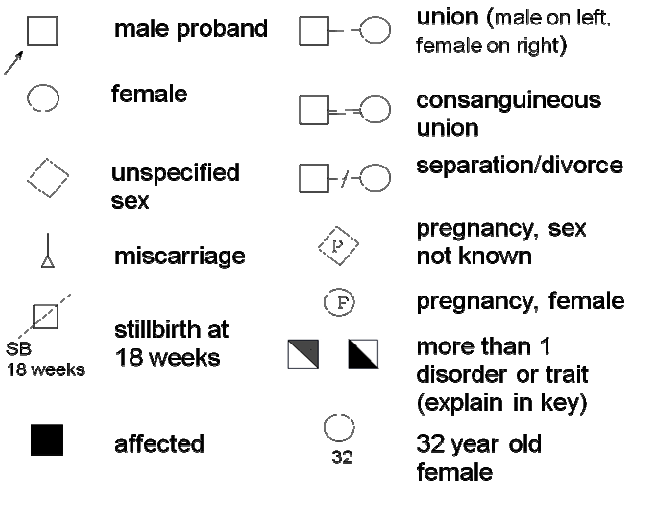 male proband
female
unspecified
sex
miscarriage
SB
18 weeks
stillbirth at
18 weeks
affected
union (male on left,
female on right)
consanguineous
union
separation/divorce
P
pregnancy, sex
not known
F
pregnancy, female
more than 1
disorder or trait
(explain in key)
32
32 year old
female